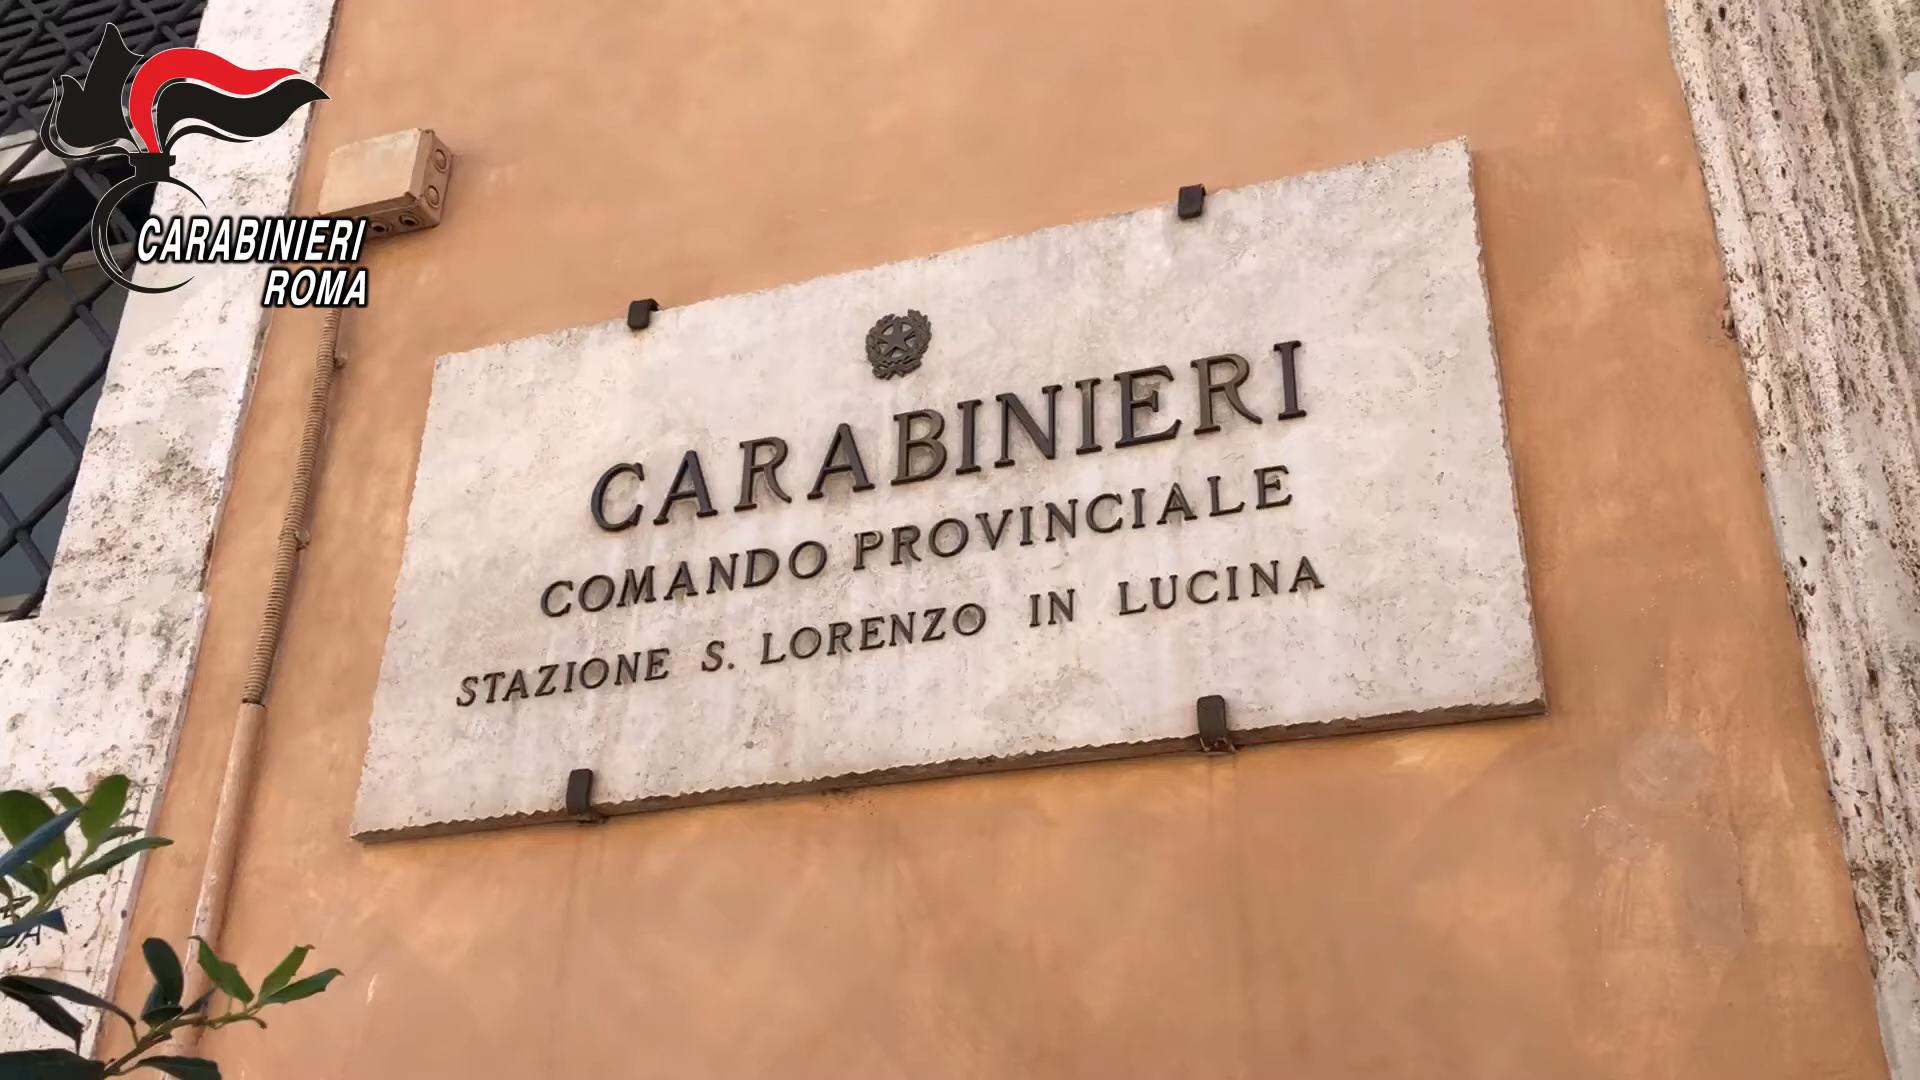 CARABINIERI
ROMA
CARABINIERI
COMANDO PROVINCIALE
STAZIONE S. LORENZO IN LUCINA